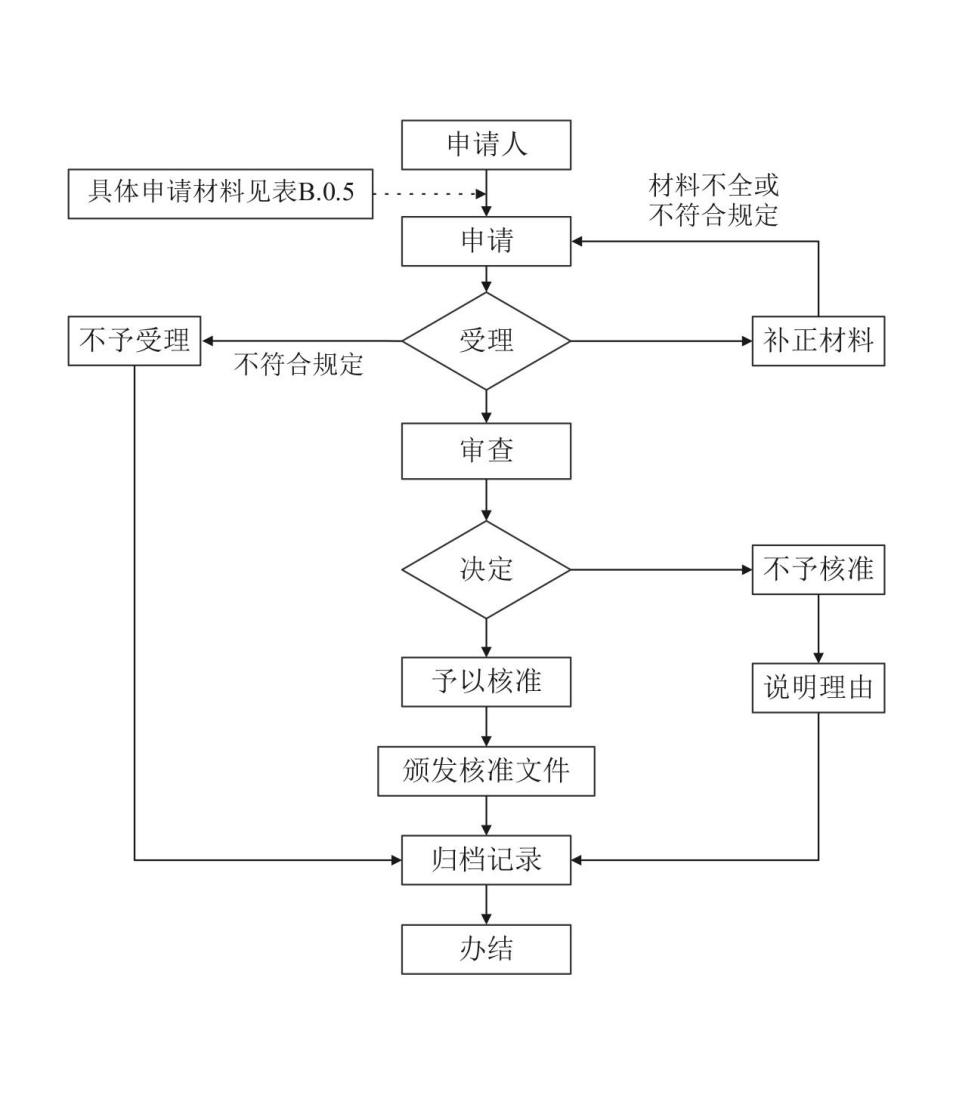 申请人
具体申请材料见表B.0.5
材料不全或
不符合规定
申请
不予受理
不符合规定
受理
补正材料
审查
决定
不予核准
予以核准
说明理由
颁发核准文件
归档记录
办结